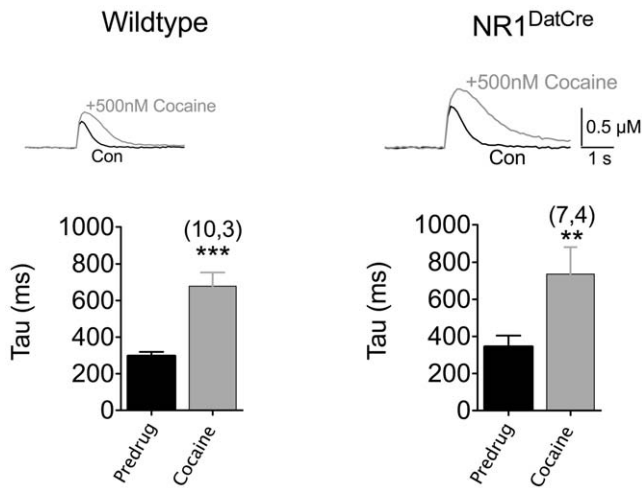 Wildtype
NR1DatCre
+500nM Cocaine
Con
+500nM Cocaine
Con
0.5 µM
1 s
Tau (ms)
1000
800
600
400
200
0
(10,3)
***
Predrug
Cocaine
Tau (ms)
1000
800
600
400
200
0
(7,4)
**
Predrug
Cocaine